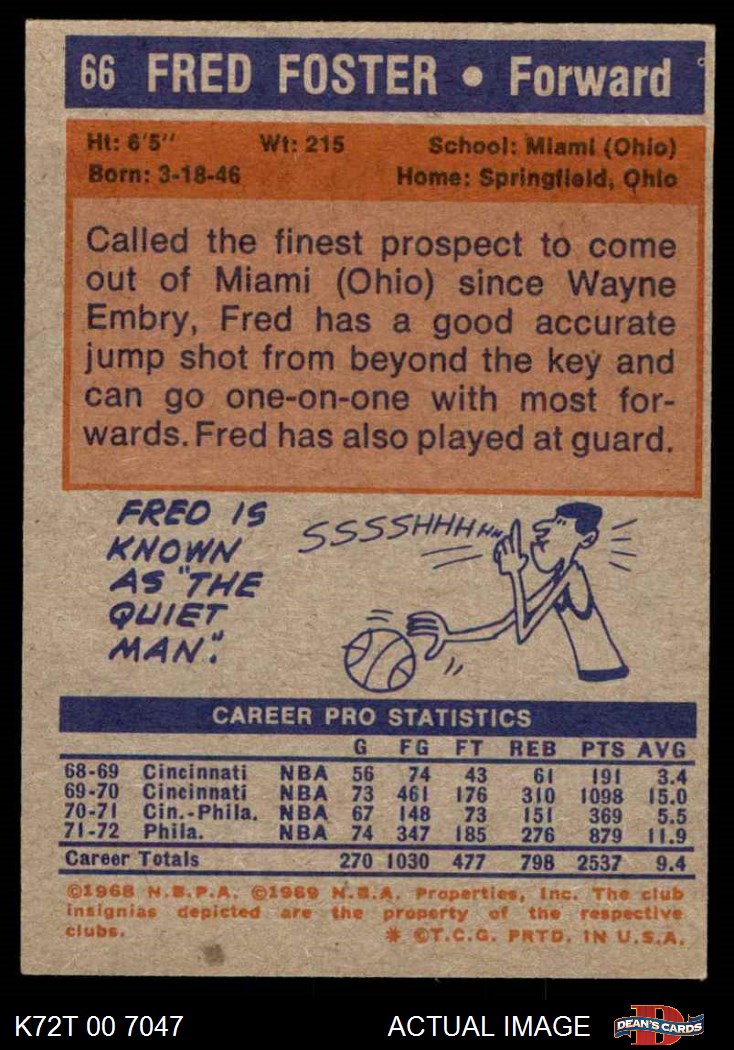 66 FRED FOSTER • Forward
Ht: 6'5" Wt: 215 School: Miami (Ohio)
Born: 3-18-46 Home: Springfield, Ohio
Called the finest prospect to come
out of Miami (Ohio) since Wayne
Embry, Fred has a good accurate
jump shot from beyond the key and
can go one-on-one with most for-
wards. Fred has also played at guard.
FRED IS
KNOWN
AS "THE
QUIET
MAN".
SSSSHHHHH
CAREER PRO STATISTICS
G FG FT REB PTS AVG
68-69 Cincinnati NBA 56 74 43 61 191 3.4
69-70 Cincinnati NBA 73 461 176 310 1098 15.0
70-71 Cin.-Phila. NBA 67 148 73 151 369 5.5
71-72 Phila. NBA 74 347 185 276 879 11.9
Career Totals 270 1030 477 798 2537 9.4
©1968 N.B.P.A. ©1969 N.B.A. Properties, Inc. The club
insignias depicted are the property of the respective
clubs. * ©T.C.G. PRTD. IN U.S.A.
K72T 00 7047 ACTUAL IMAGE D DEAN'S CARDS